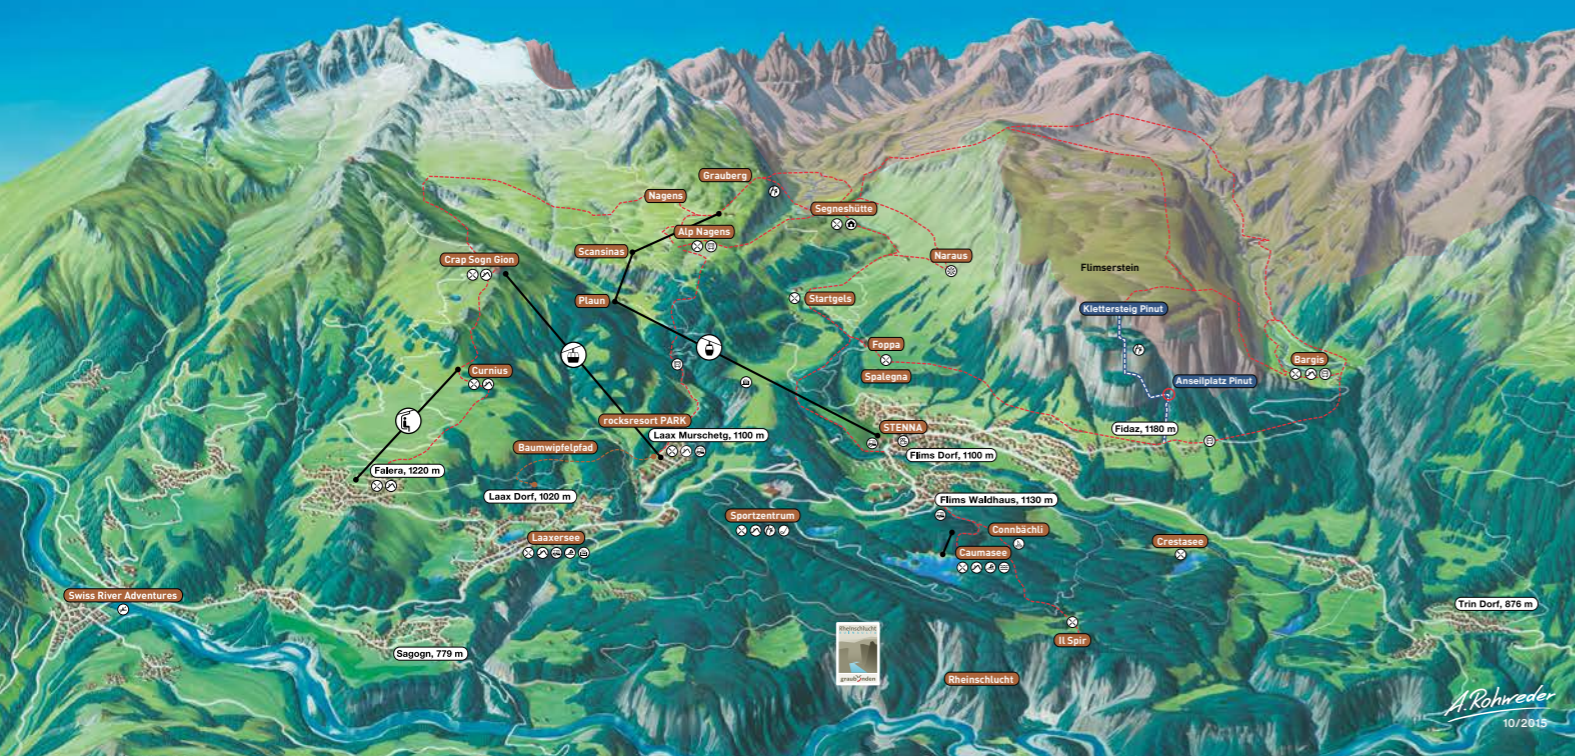 Grauberg
Nagens
Segneshütte
Alp Nagens
Scansinas
Crap Sogn Gion
Naraus
Flimserstein
Plaun
Startgels
Klettersteig Pinut
Foppa
Bargis
Curnius
Spalegna
Anseilplatz Pinut
rocksresort PARK
STENNA
Fidaz, 1180 m
Laax Murschetg, 1100 m
Baumwipfelpfad
Flims Dorf, 1100 m
Falera, 1220 m
Laax Dorf, 1020 m
Flims Waldhaus, 1130 m
Sportzentrum
Connbächli
Laaxersee
Crestasee
Caumasee
Swiss River Adventures
Trin Dorf, 876 m
Rheinschlucht
Il Spir
Sagogn, 779 m
graubünden
Rheinschlucht
A. Rohweder
10/2015